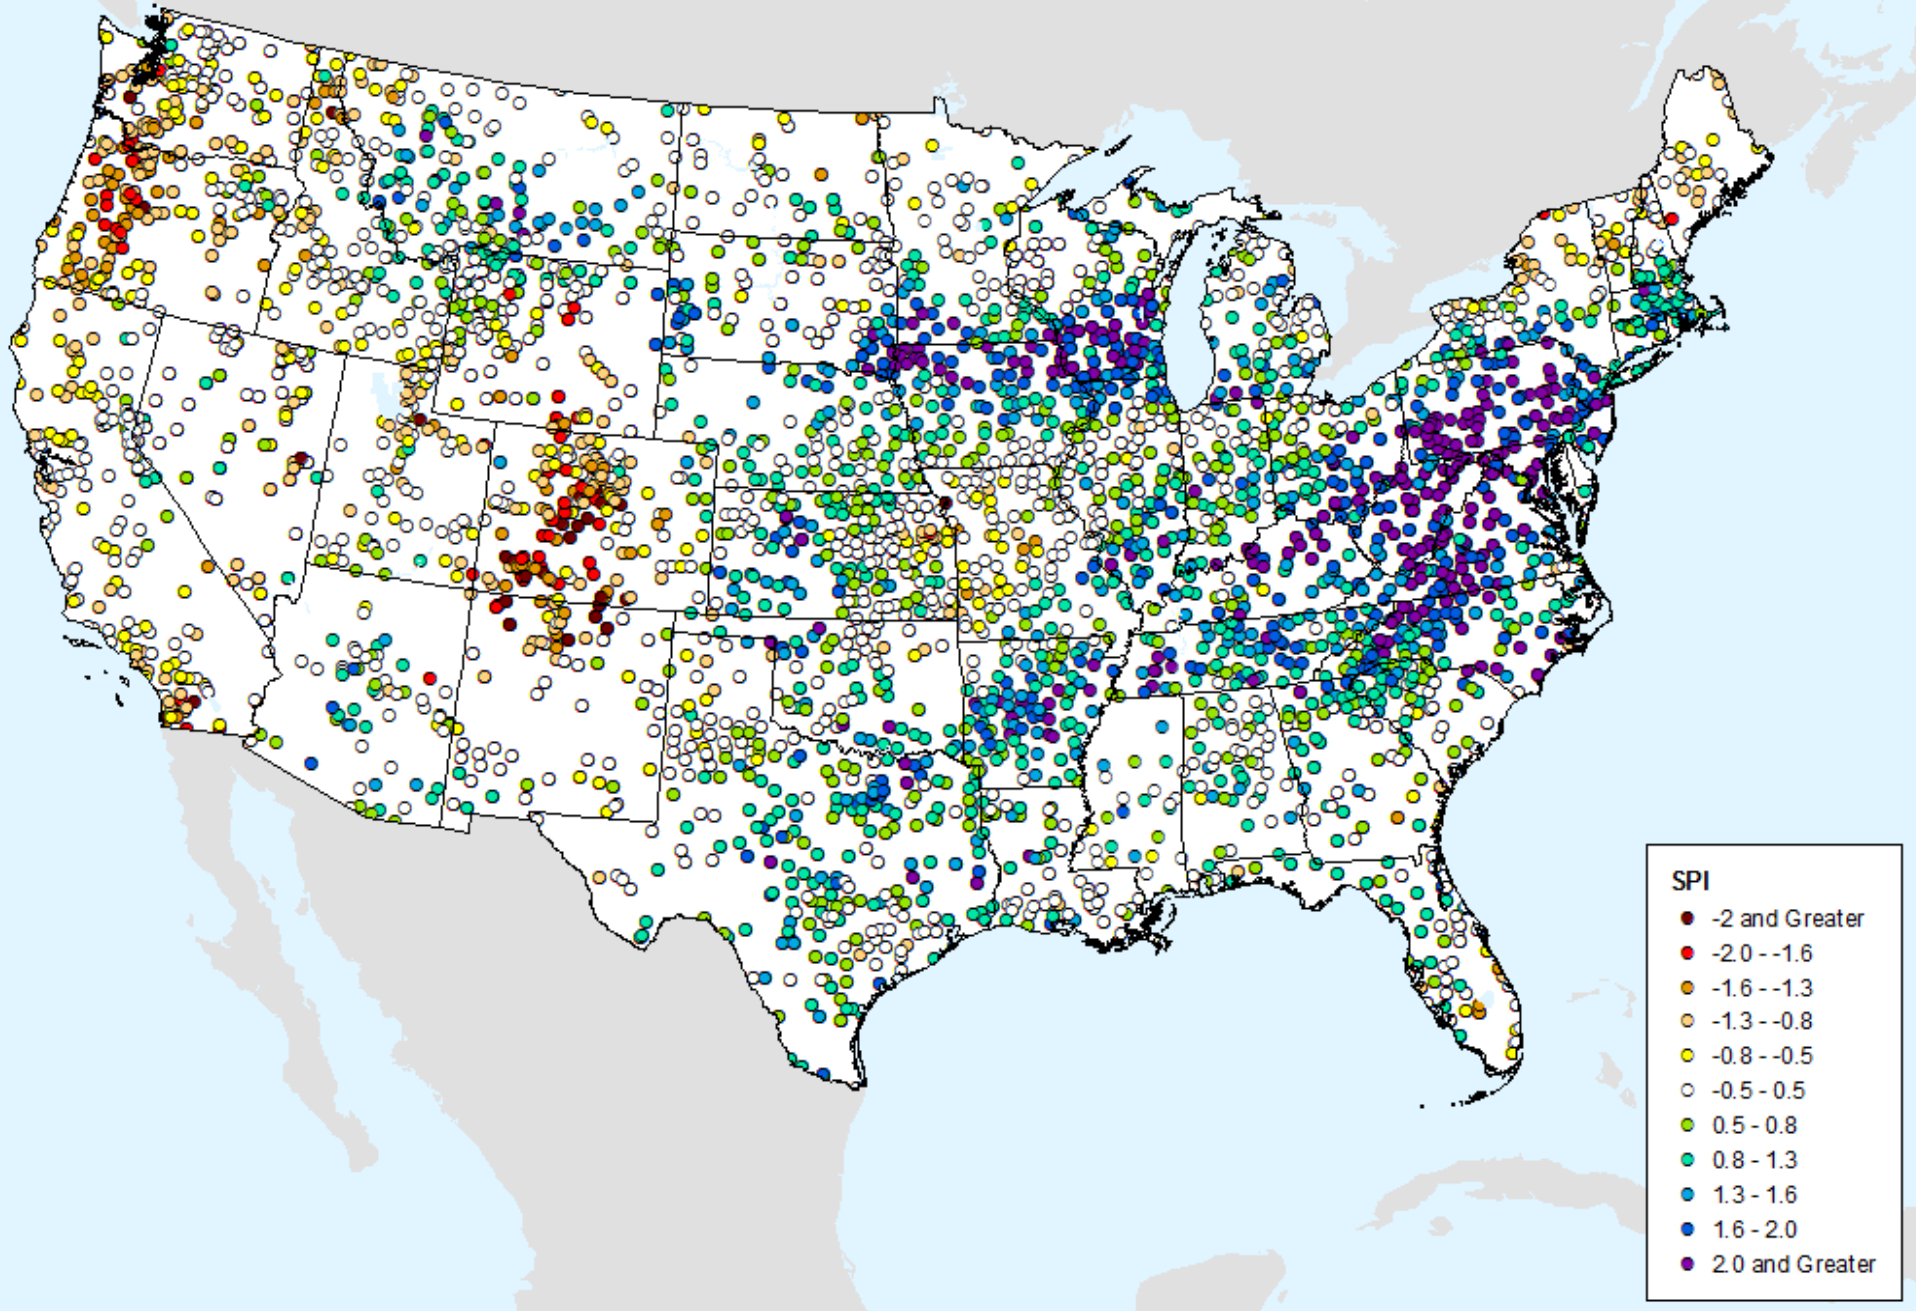 SPI
-2 and Greater
-2.0 - -1.6
-1.6 - -1.3
-1.3 - -0.8
-0.8 - -0.5
-0.5 - 0.5
0.5 - 0.8
0.8 - 1.3
1.3 - 1.6
1.6 - 2.0
2.0 and Greater